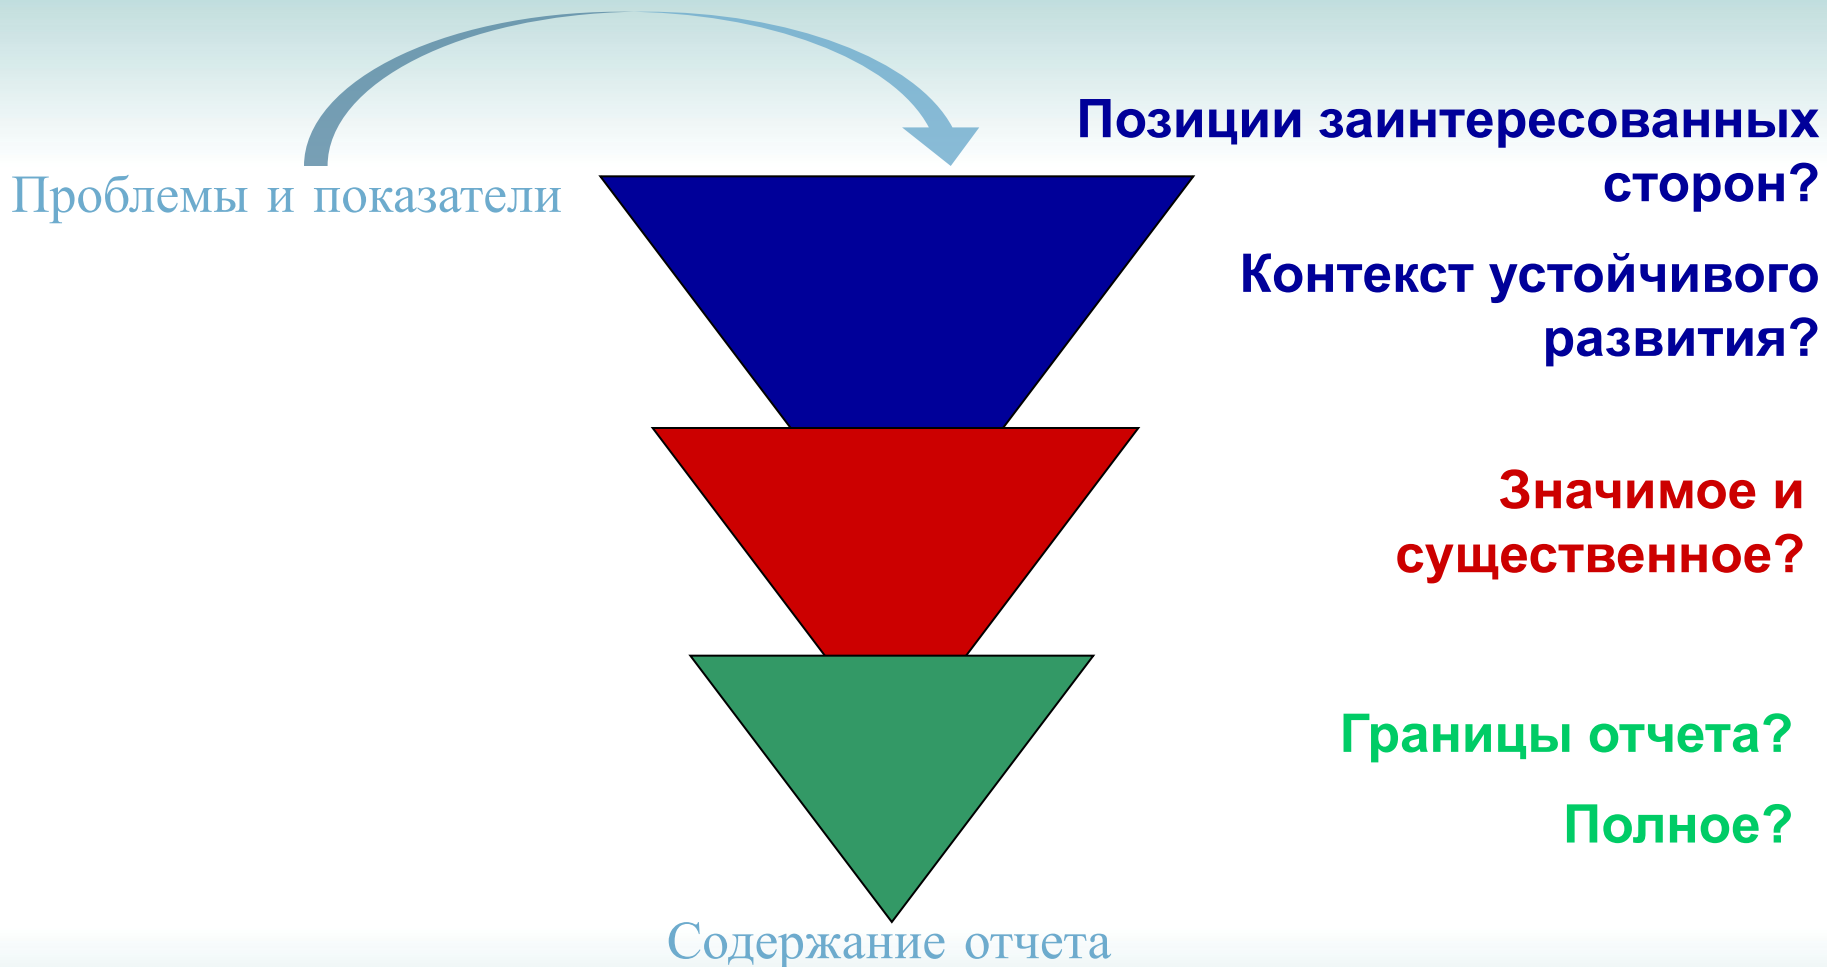 Проблемы и показатели
Позиции заинтересованных
сторон?
Контекст устойчивого
развития?
Значимое и
существенное?
Границы отчета?
Полное?
Содержание отчета